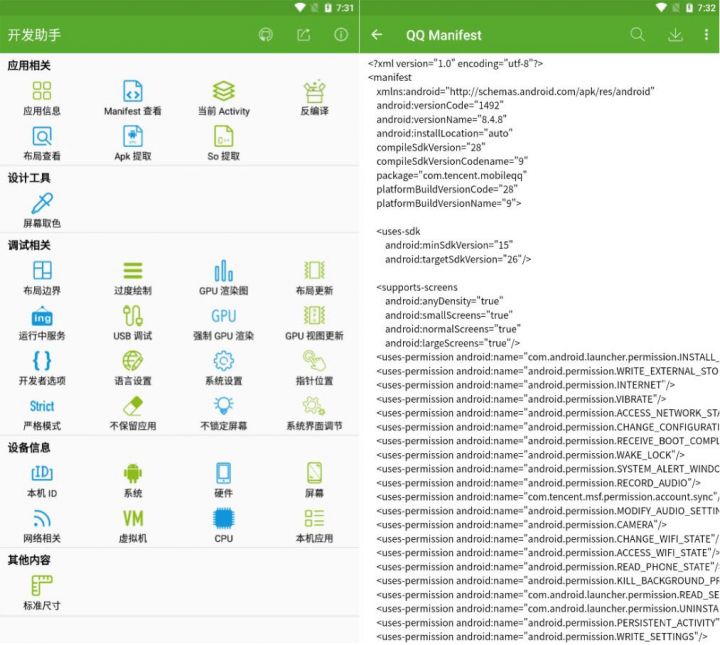 7:31
开发助手
应用相关
应用信息
Manifest 查看
当前 Activity
反编译
布局查看
Apk 提取
So 提取
设计工具
屏幕取色
调试相关
布局边界
过度绘制
GPU 渲染图
布局更新
ing
GPU
运行中服务
USB 调试
强制 GPU 渲染
GPU 视图更新
{ }
开发者选项
语言设置
系统设置
指针位置
Strict
严格模式
不保留应用
不锁定屏幕
系统界面调节
设备信息
ID
本机 ID
系统
硬件
屏幕
VM
网络相关
虚拟机
CPU
本机应用
其他内容
标准尺寸
7:32
QQ Manifest
<?xml version="1.0" encoding="utf-8"?>
<manifest
xmlns:android="http://schemas.android.com/apk/res/android"
android:versionCode="1492"
android:versionName="8.4.8"
android:installLocation="auto"
compileSdkVersion="28"
compileSdkVersionCodename="9"
package="com.tencent.mobileqq"
platformBuildVersionCode="28"
platformBuildVersionName="9">
<uses-sdk
android:minSdkVersion="15"
android:targetSdkVersion="26"/>
<supports-screens
android:anyDensity="true"
android:smallScreens="true"
android:normalScreens="true"
android:largeScreens="true"/>
<uses-permission android:name="com.android.launcher.permission.INSTALL_
<uses-permission android:name="android.permission.WRITE_EXTERNAL_STO
<uses-permission android:name="android.permission.INTERNET"/>
<uses-permission android:name="android.permission.VIBRATE"/>
<uses-permission android:name="android.permission.ACCESS_NETWORK_STA
<uses-permission android:name="android.permission.CHANGE_CONFIGURATI
<uses-permission android:name="android.permission.RECEIVE_BOOT_COMPL
<uses-permission android:name="android.permission.WAKE_LOCK"/>
<uses-permission android:name="android.permission.SYSTEM_ALERT_WINDO
<uses-permission android:name="android.permission.RECORD_AUDIO"/>
<uses-permission android:name="com.tencent.msf.permission.account.sync"/
<uses-permission android:name="android.permission.MODIFY_AUDIO_SETTIN
<uses-permission android:name="android.permission.CAMERA"/>
<uses-permission android:name="android.permission.CHANGE_WIFI_STATE"/
<uses-permission android:name="android.permission.ACCESS_WIFI_STATE"/>
<uses-permission android:name="android.permission.READ_PHONE_STATE"/>
<uses-permission android:name="android.permission.KILL_BACKGROUND_PR
<uses-permission android:name="com.android.launcher.permission.READ_SE
<uses-permission android:name="com.android.launcher.permission.UNINSTA
<uses-permission android:name="android.permission.PERSISTENT_ACTIVITY"
<uses-permission android:name="android.permission.WRITE_SETTINGS"/>